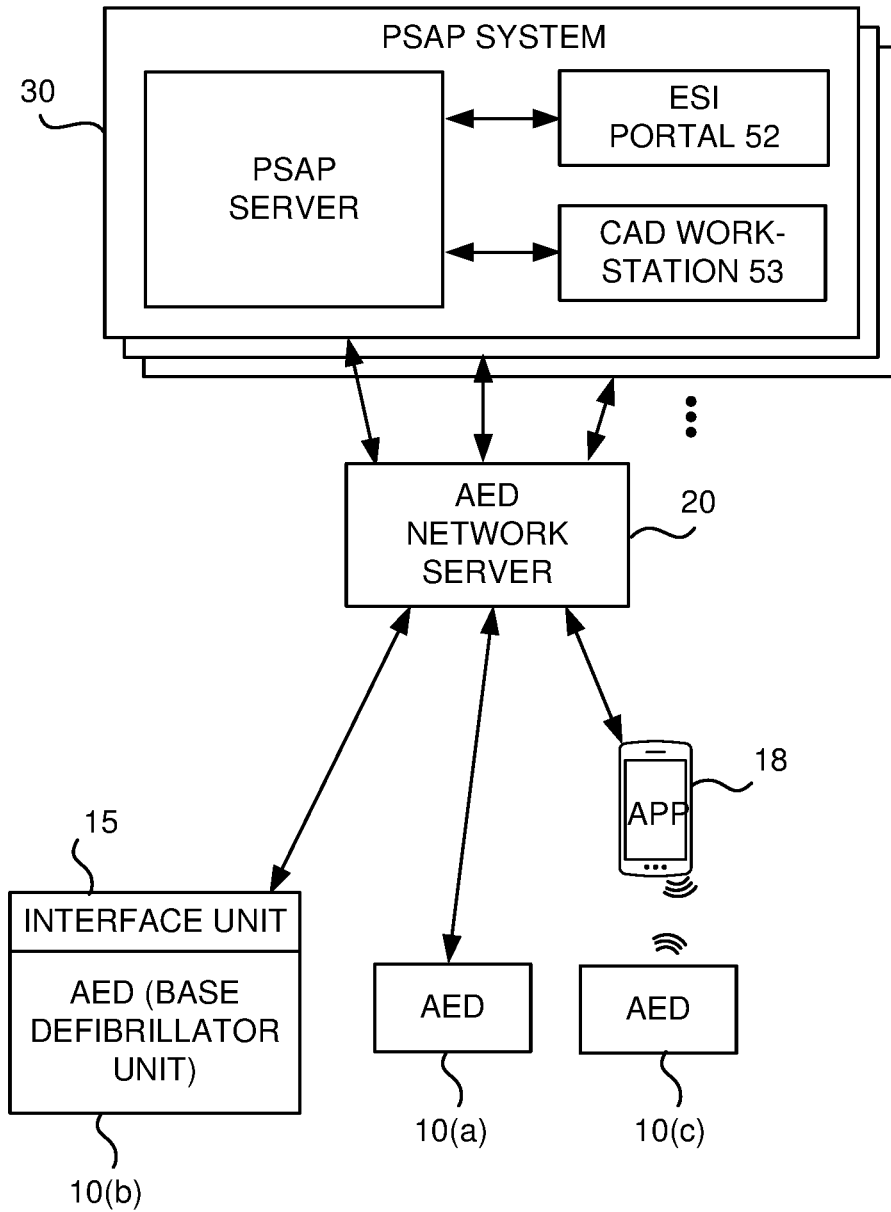 PSAP SYSTEM
30
PSAP
SERVER
ESI
PORTAL 52
CAD WORK-
STATION 53
AED
NETWORK
SERVER
20
18
APP
15
INTERFACE UNIT
AED (BASE
DEFIBRILLATOR
UNIT)
AED
AED
10(b)
10(a)
10(c)